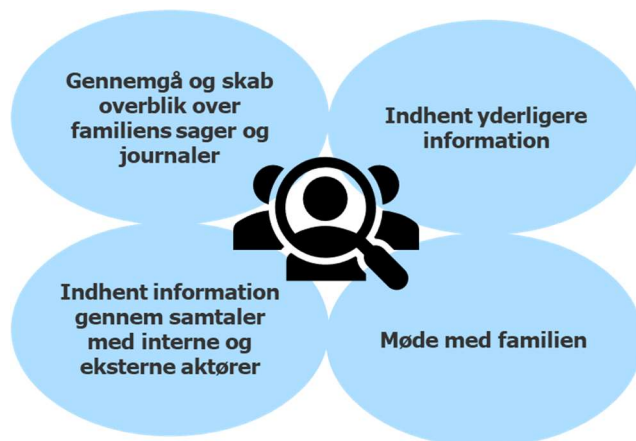 Gennemgå og skab
overblik over
familiens sager og
journaler
Indhent yderligere
information
Indhent information
gennem samtaler
med interne og
eksterne aktører
Møde med familien